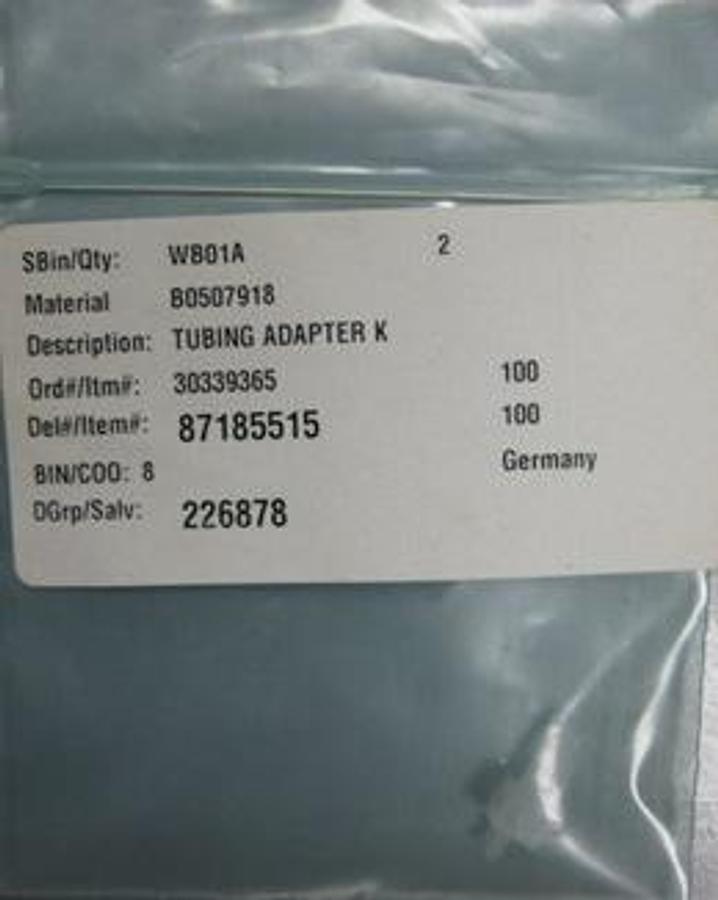 SBin/Qty: WB01A 2
Material B0507918
Description: TUBING ADAPTER K
Ord#/Itm#: 30339365 100
Del#/Item#: 87185515 100
BIN/COO: 8 Germany
DGrp/Salv: 226878